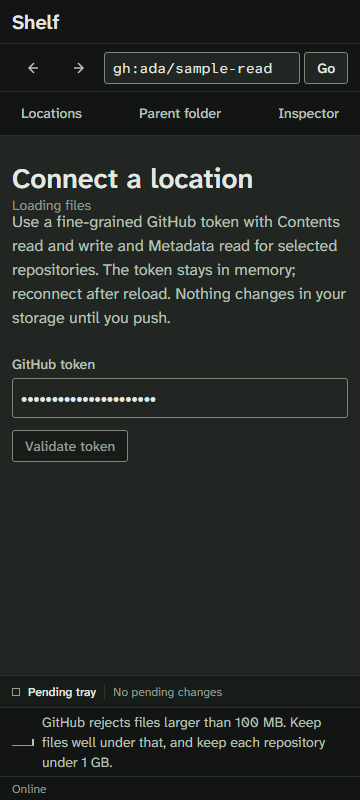 Shelf
gh:ada/sample-read
Go
Locations
Parent folder
Inspector
Connect a location
Loading files
Use a fine-grained GitHub token with Contents
read and write and Metadata read for selected
repositories. The token stays in memory;
reconnect after reload. Nothing changes in your
storage until you push.
GitHub token
••••••••••••••••••••••
Validate token
Pending tray
No pending changes
GitHub rejects files larger than 100 MB. Keep
files well under that, and keep each repository
under 1 GB.
Online